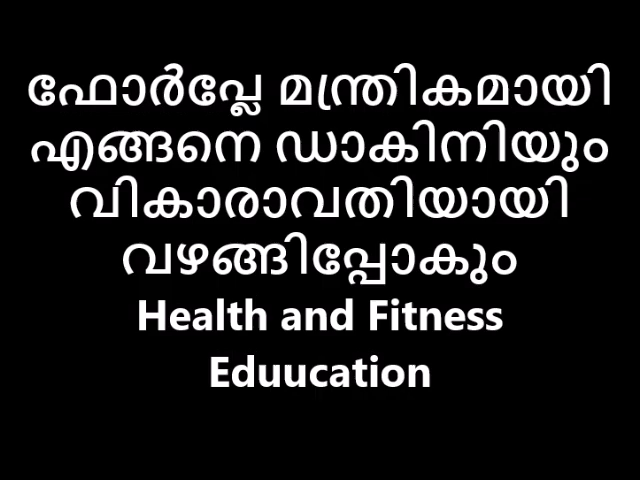 ഫോർപ്ലേ മന്ത്രികമായി
എങ്ങനെ ഡാകിനിയും
വികാരാവതിയായി
വഴങ്ങിപ്പോകും
Health and Fitness
Eduucation